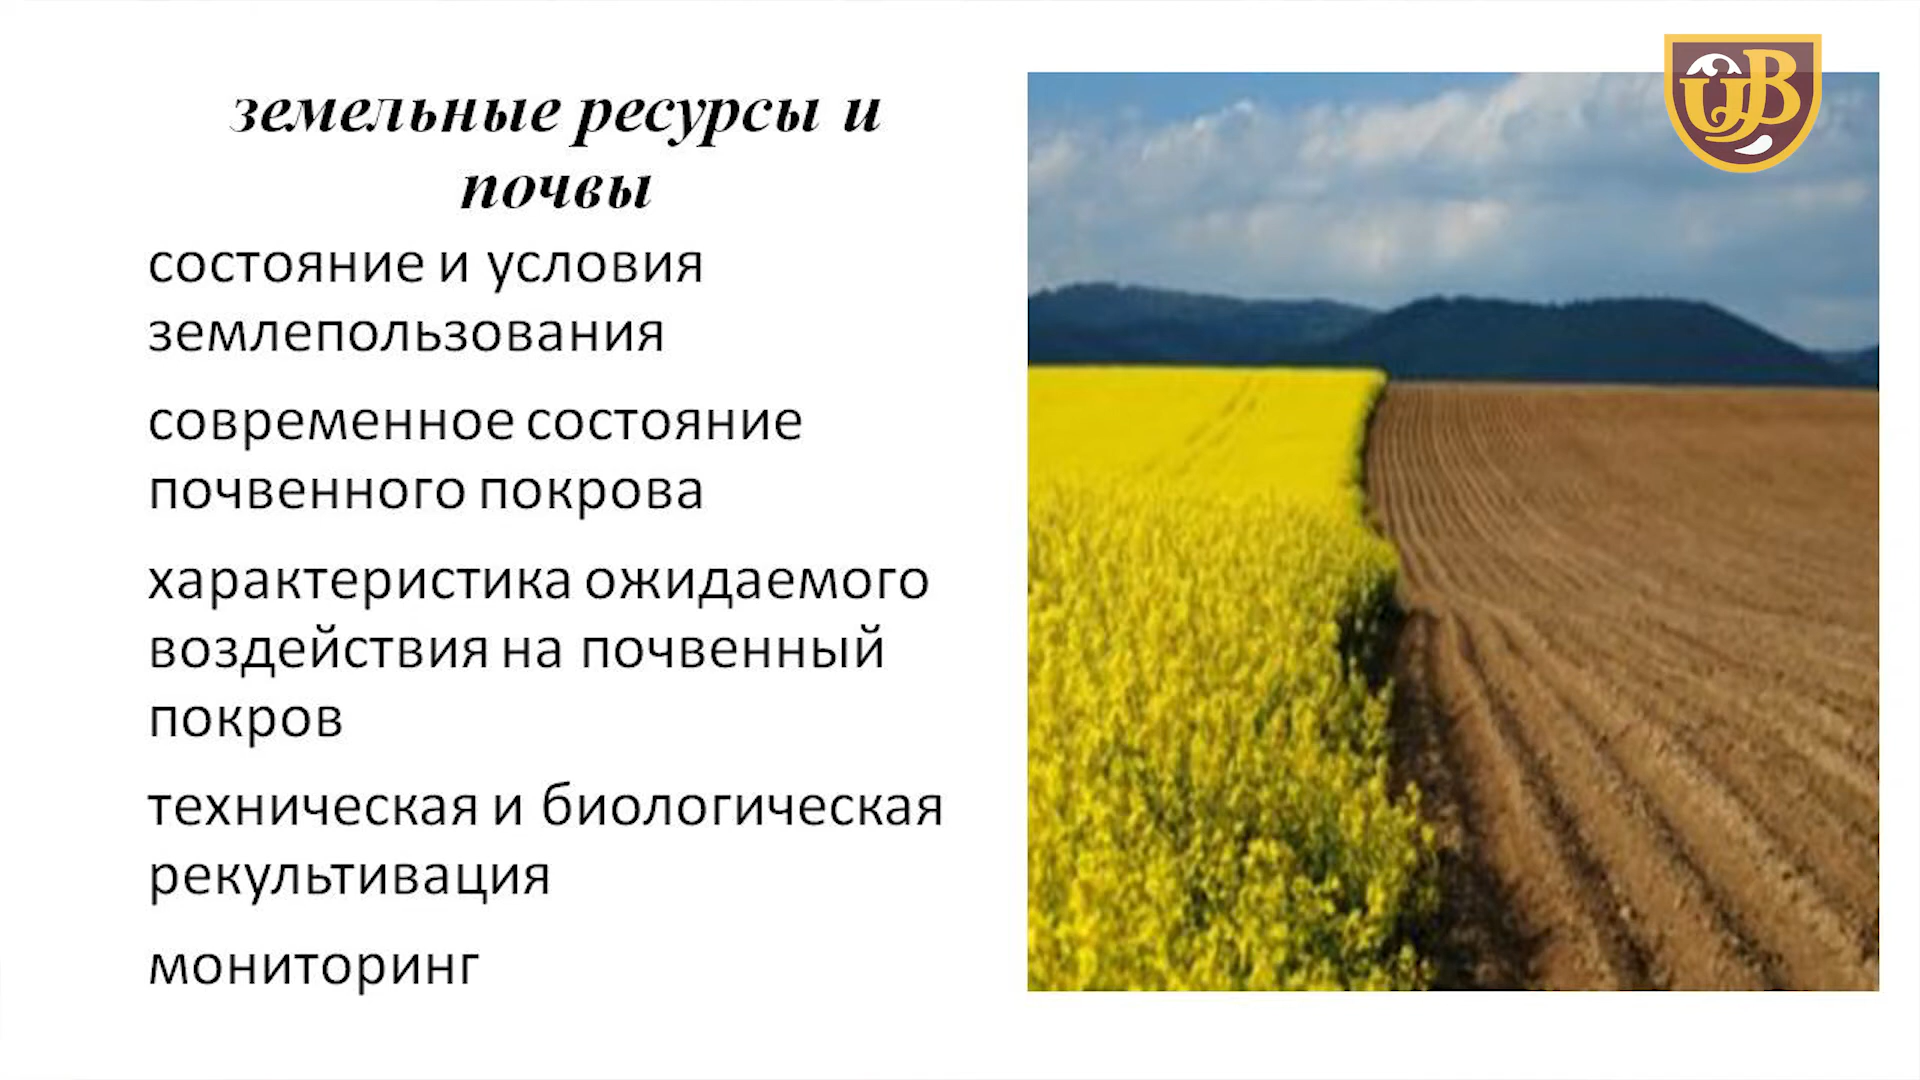 земельные ресурсы и
почвы
состояние и условия
землепользования
современное состояние
почвенного покрова
характеристика ожидаемого
воздействия на почвенный
покров
техническая и биологическая
рекультивация
мониторинг